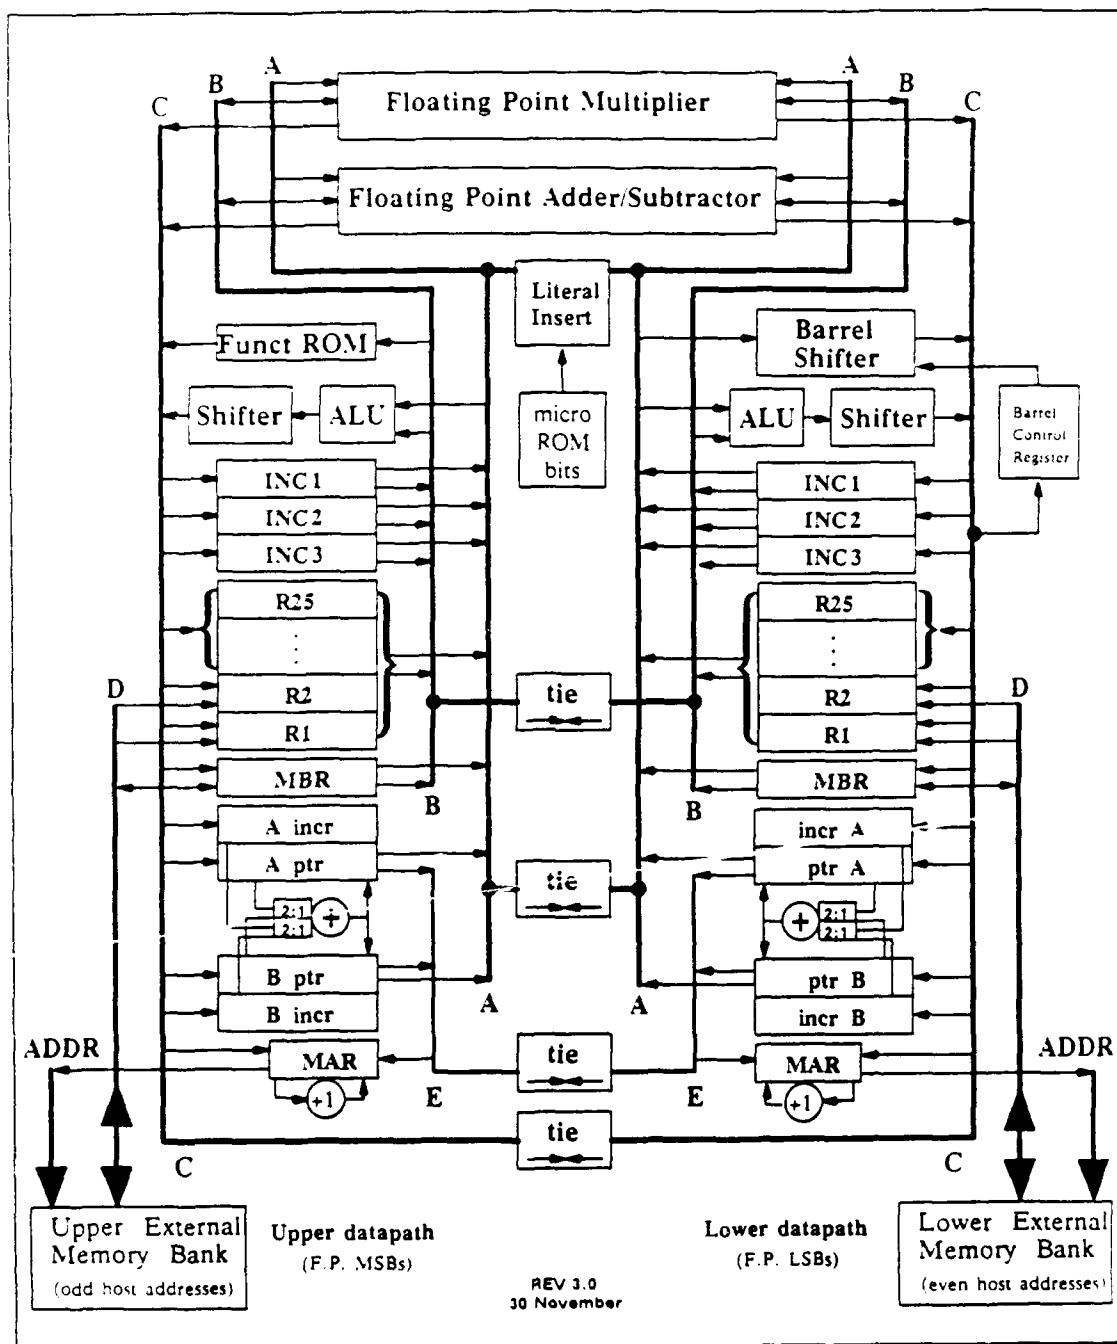 A
A
B
B
C
C
Floating Point Multiplier
Floating Point Adder/Subtractor
Literal
Insert
Funct ROM
Barrel
Shifter
Shifter
ALU
micro
ROM
bits
ALU
Shifter
Barrel
Control
Register
INC1
INC2
INC3
INC1
INC2
INC3
R25
R2
R1
R25
R2
R1
D
D
tie
MBR
B
B
MBR
A incr
A ptr
tie
incr A
ptr A
2:1
2:1
+
+
2:1
2:1
B ptr
B incr
A
A
ptr B
incr B
ADDR
ADDR
MAR
+1
E
tie
E
MAR
+1
C
tie
C
Upper External
Memory Bank
(odd host addresses)
Upper datapath
(F.P. MSBs)
Lower datapath
(F.P. LSBs)
Lower External
Memory Bank
(even host addresses)
REV 3.0
30 November